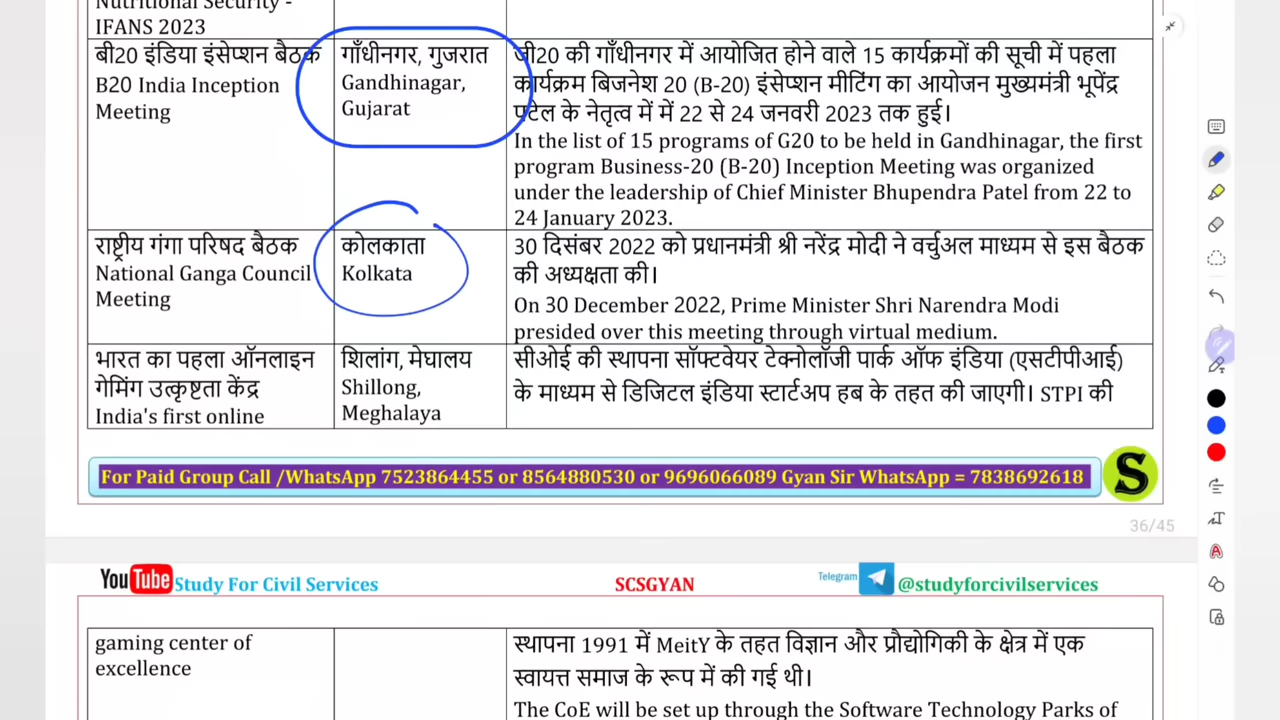 Nutritional Security -
IFANS 2023
बी20 इंडिया इंसेप्शन बैठक
B20 India Inception
Meeting
गाँधीनगर, गुजरात
Gandhinagar,
Gujarat
जी20 की गाँधीनगर में आयोजित होने वाले 15 कार्यक्रमों की सूची में पहला
कार्यक्रम बिजनेश 20 (B-20) इंसेप्शन मीटिंग का आयोजन मुख्यमंत्री भूपेंद्र
पटेल के नेतृत्व में में 22 से 24 जनवरी 2023 तक हुई।
In the list of 15 programs of G20 to be held in Gandhinagar, the first
program Business-20 (B-20) Inception Meeting was organized
under the leadership of Chief Minister Bhupendra Patel from 22 to
24 January 2023.
राष्ट्रीय गंगा परिषद बैठक
National Ganga Council
Meeting
कोलकाता
Kolkata
30 दिसंबर 2022 को प्रधानमंत्री श्री नरेंद्र मोदी ने वर्चुअल माध्यम से इस बैठक
की अध्यक्षता की।
On 30 December 2022, Prime Minister Shri Narendra Modi
presided over this meeting through virtual medium.
भारत का पहला ऑनलाइन
गेमिंग उत्कृष्टता केंद्र
India's first online
शिलांग, मेघालय
Shillong,
Meghalaya
सीओई की स्थापना सॉफ्टवेयर टेक्नोलॉजी पार्क ऑफ इंडिया (एसटीपीआई)
के माध्यम से डिजिटल इंडिया स्टार्टअप हब के तहत की जाएगी। STPI की
For Paid Group Call /WhatsApp 7523864455 or 8564880530 or 9696066089 Gyan Sir WhatsApp = 7838692618
S
36/45
YouTube Study For Civil Services
SCSGYAN
Telegram @studyforcivilservices
gaming center of
excellence
स्थापना 1991 में MeitY के तहत विज्ञान और प्रौद्योगिकी के क्षेत्र में एक
स्वायत्त समाज के रूप में की गई थी।
The CoE will be set up through the Software Technology Parks of